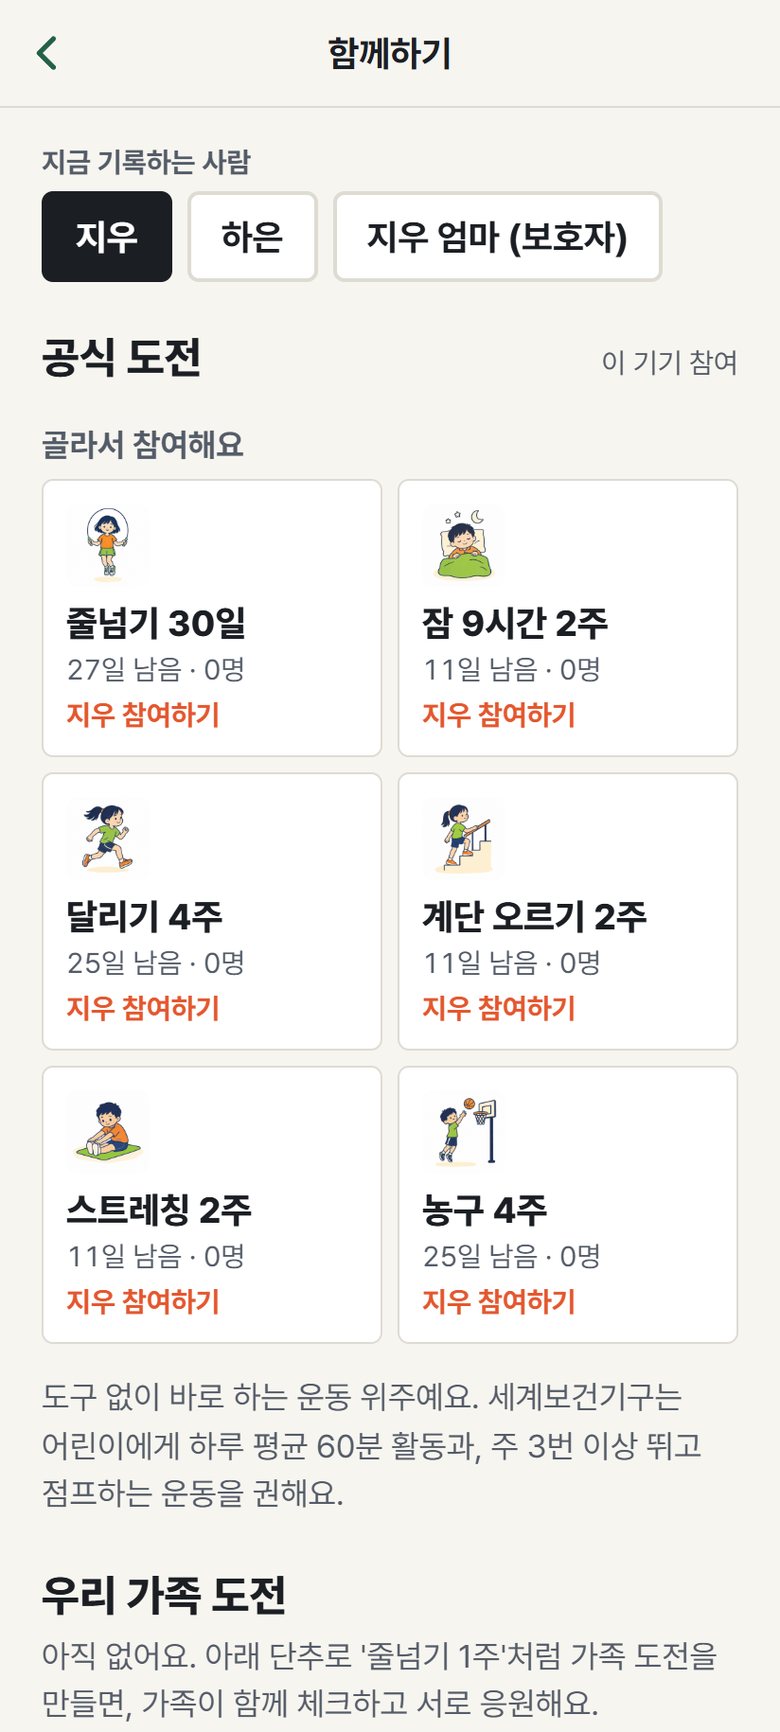 함께하기
지금 기록하는 사람
지우
하은
지우 엄마 (보호자)
공식 도전
이 기기 참여
골라서 참여해요
줄넘기 30일
27일 남음 · 0명
지우 참여하기
잠 9시간 2주
11일 남음 · 0명
지우 참여하기
달리기 4주
25일 남음 · 0명
지우 참여하기
계단 오르기 2주
11일 남음 · 0명
지우 참여하기
스트레칭 2주
11일 남음 · 0명
지우 참여하기
농구 4주
25일 남음 · 0명
지우 참여하기
도구 없이 바로 하는 운동 위주예요. 세계보건기구는
어린이에게 하루 평균 60분 활동과, 주 3번 이상 뛰고
점프하는 운동을 권해요.
우리 가족 도전
아직 없어요. 아래 단추로 '줄넘기 1주'처럼 가족 도전을
만들면, 가족이 함께 체크하고 서로 응원해요.